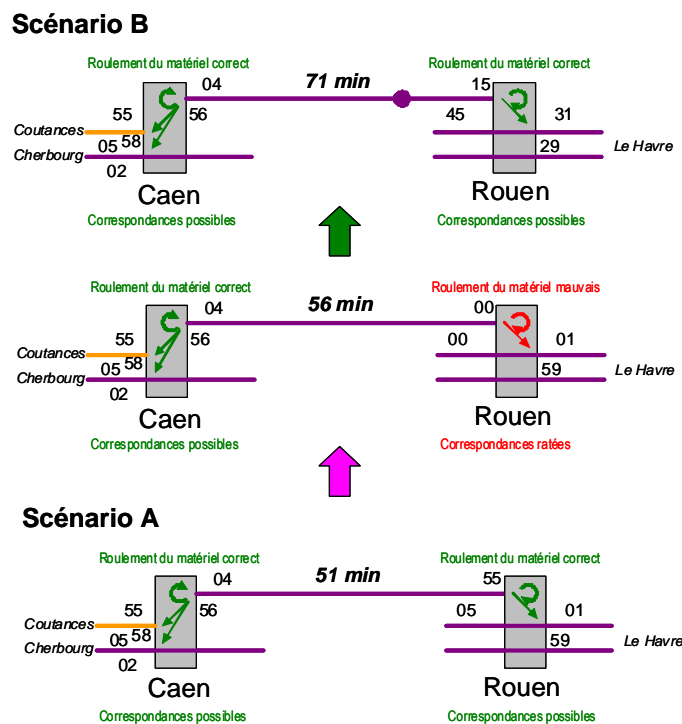 Scénario B
Roulement du matériel correct
Roulement du matériel correct
04
71 min
15
55
56
45
31
Coutances
05 58
Cherbourg
29
Le Havre
02
Caen
Rouen
Correspondances possibles
Correspondances possibles
Roulement du matériel correct
Roulement du matériel mauvais
04
56 min
00
55
56
00
01
Coutances
05 58
Cherbourg
59
Le Havre
02
Caen
Rouen
Correspondances possibles
Correspondances ratées
Scénario A
Roulement du matériel correct
Roulement du matériel correct
04
51 min
55
55
56
05
01
Coutances
05 58
Cherbourg
59
Le Havre
02
Caen
Rouen
Correspondances possibles
Correspondances possibles